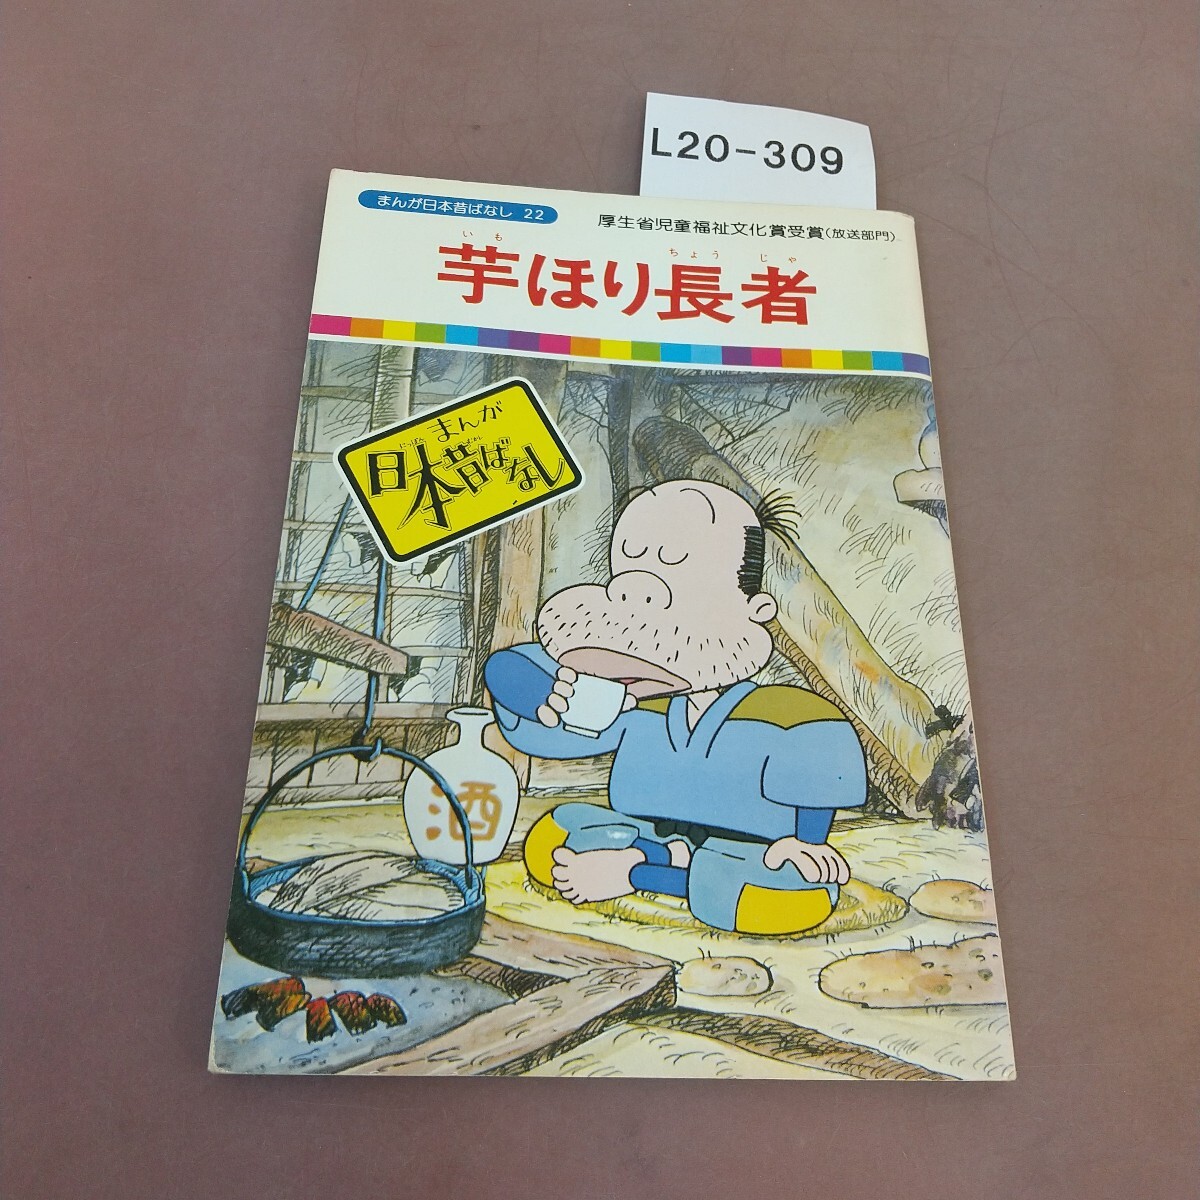 L20-309
まんが日本昔ばなし 22
厚生省児童福祉文化賞受賞(放送部門)
いも ちょう じゃ
芋ほり長者
まんが
にっぽん むかし
日本昔ばなし
酒